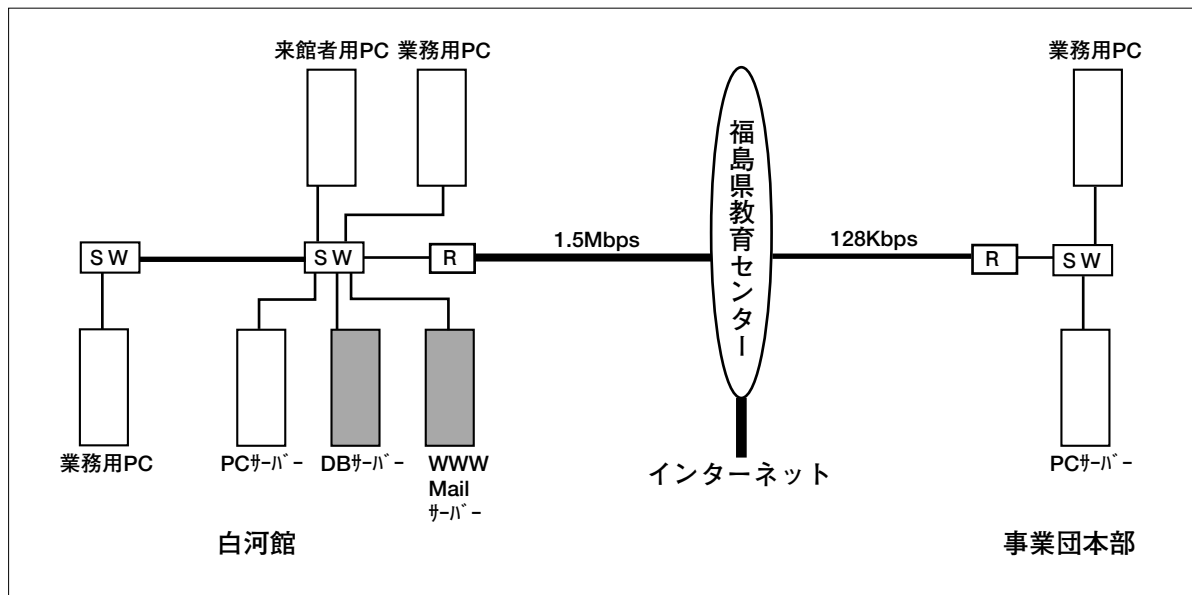 来館者用PC
業務用PC
業務用PC
福島県教育センター
1.5Mbps
128Kbps
SW
SW
R
R
SW
業務用PC
PCｻｰﾊﾞｰ
DBｻｰﾊﾞｰ
WWW
Mail
ｻｰﾊﾞｰ
インターネット
PCｻｰﾊﾞｰ
白河館
事業団本部